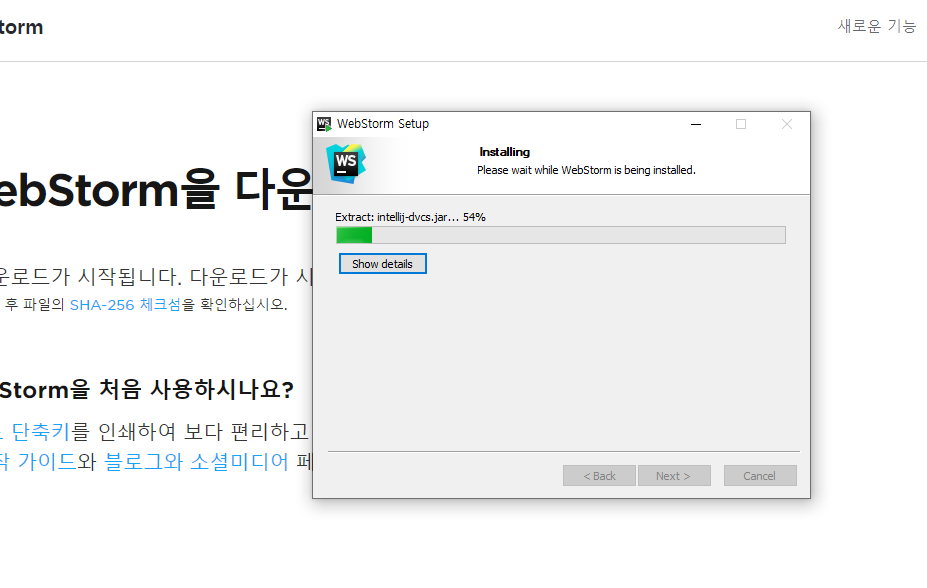 torm
새로운 기능
ebStorm을 다운
운로드가 시작됩니다. 다운로드가 시
후 파일의 SHA-256 체크섬을 확인하십시오.
Storm을 처음 사용하시나요?
단축키를 인쇄하여 보다 편리하고
작 가이드와 블로그와 소셜미디어 페
WS
WebStorm Setup
WS
Installing
Please wait while WebStorm is being installed.
Extract: intellij-dvcs.jar... 54%
Show details
< Back
Next >
Cancel